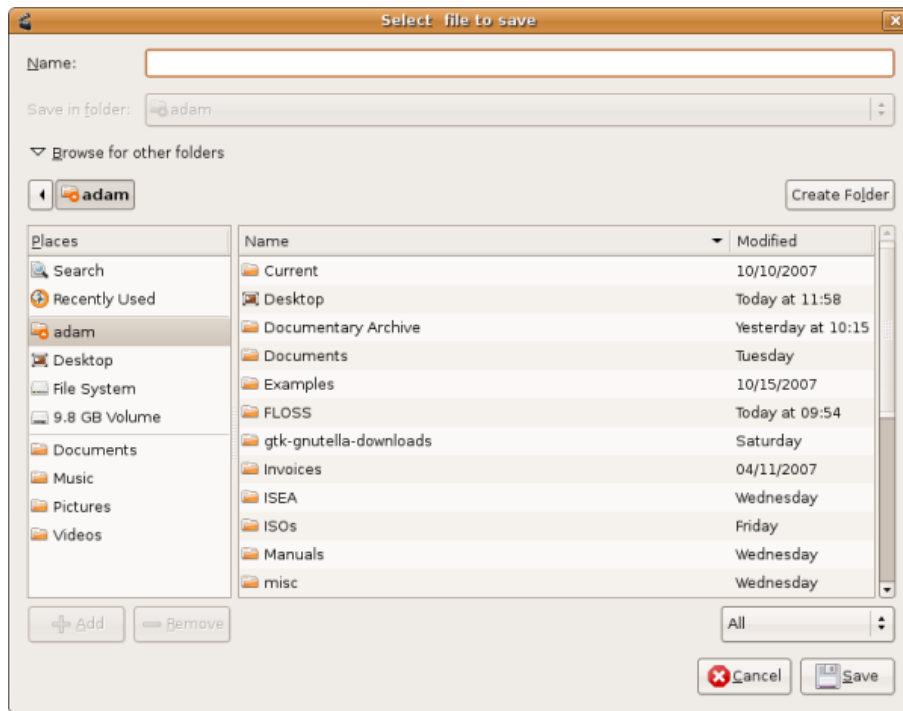 Select file to save
Name:
Save in folder: adam
Browse for other folders
adam
Create Folder
Places
Search
Recently Used
adam
Desktop
File System
9.8 GB Volume
Documents
Music
Pictures
Videos
Name Modified
Current 10/10/2007
Desktop Today at 11:58
Documentary Archive Yesterday at 10:15
Documents Tuesday
Examples 10/15/2007
FLOSS Today at 09:54
gtk-gnutella-downloads Saturday
Invoices 04/11/2007
ISEA Wednesday
ISOs Friday
Manuals Wednesday
misc Wednesday
Add Remove
All
Cancel Save